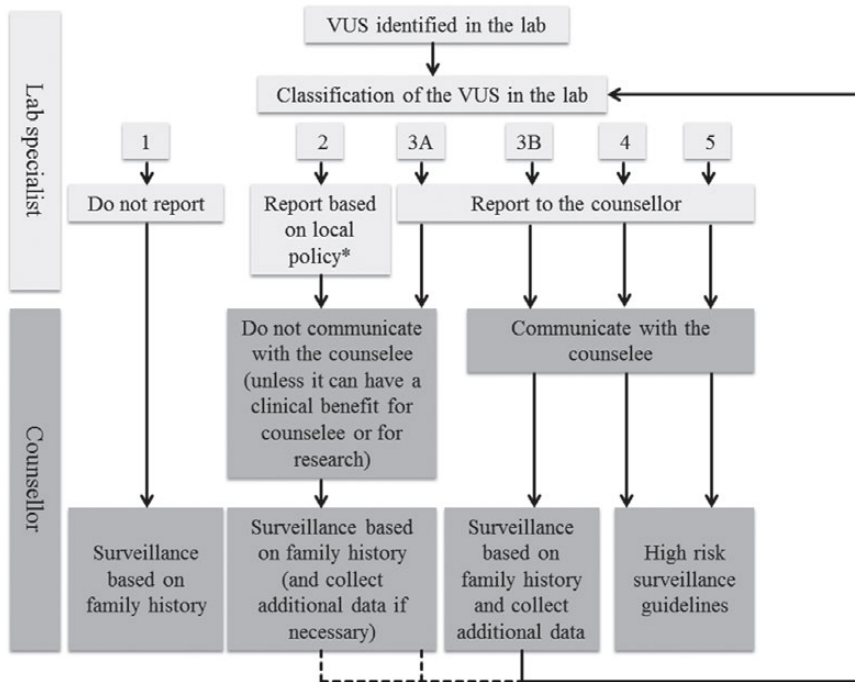 VUS identified in the lab
Classification of the VUS in the lab
Lab specialist
1
2
3A
3B
4
5
Do not report
Report based
on local
policy*
Report to the counsellor
Counsellor
Do not communicate
with the counselee
(unless it can have a
clinical benefit for
counselee or for
research)
Communicate with the
counselee
Surveillance
based on
family history
Surveillance based
on family history
(and collect
additional data if
necessary)
Surveillance
based on
family history
and collect
additional data
High risk
surveillance
guidelines